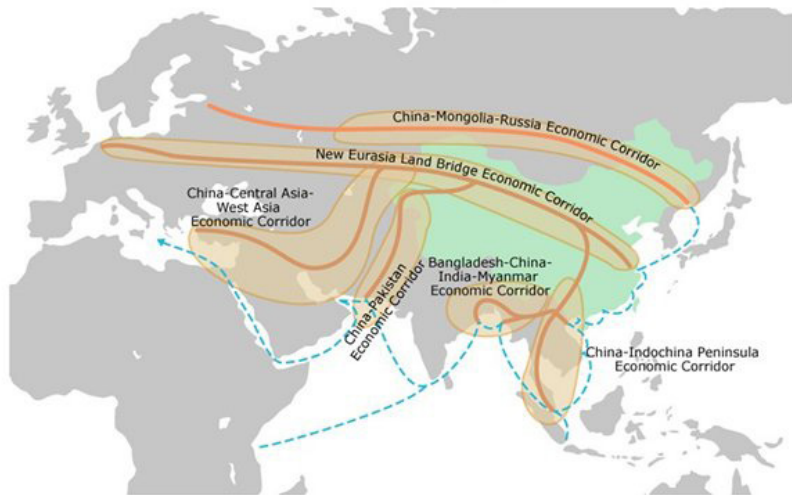 China-Mongolia-Russia Economic Corridor
New Eurasia Land Bridge Economic Corridor
China-Central Asia-
West Asia
Economic Corridor
China-Pakistan
Economic Corridor
Bangladesh-China-
India-Myanmar
Economic Corridor
China-Indochina Peninsula
Economic Corridor